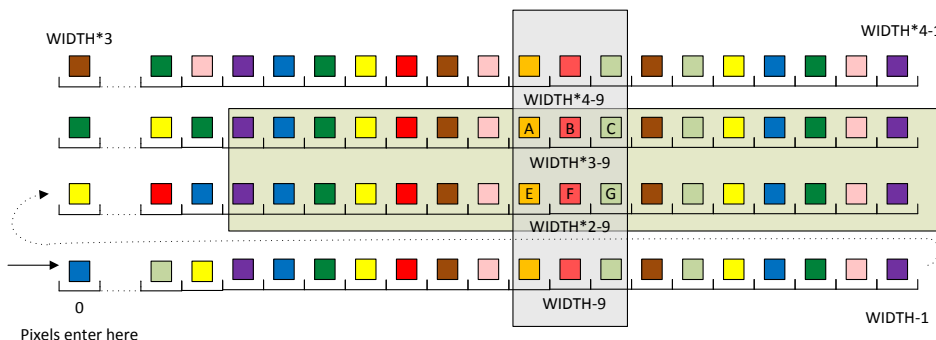 WIDTH*3
WIDTH*4-1
WIDTH*4-9
A B C
WIDTH*3-9
E F G
WIDTH*2-9
0
WIDTH-9
WIDTH-1
Pixels enter here